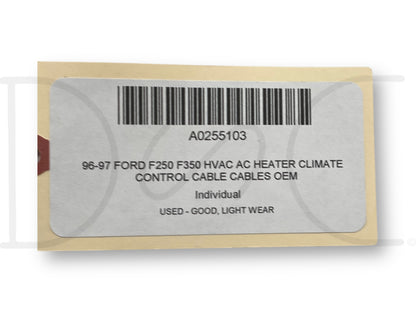 A0255103
96-97 FORD F250 F350 HVAC AC HEATER CLIMATE
CONTROL CABLE CABLES OEM
Individual
USED - GOOD, LIGHT WEAR